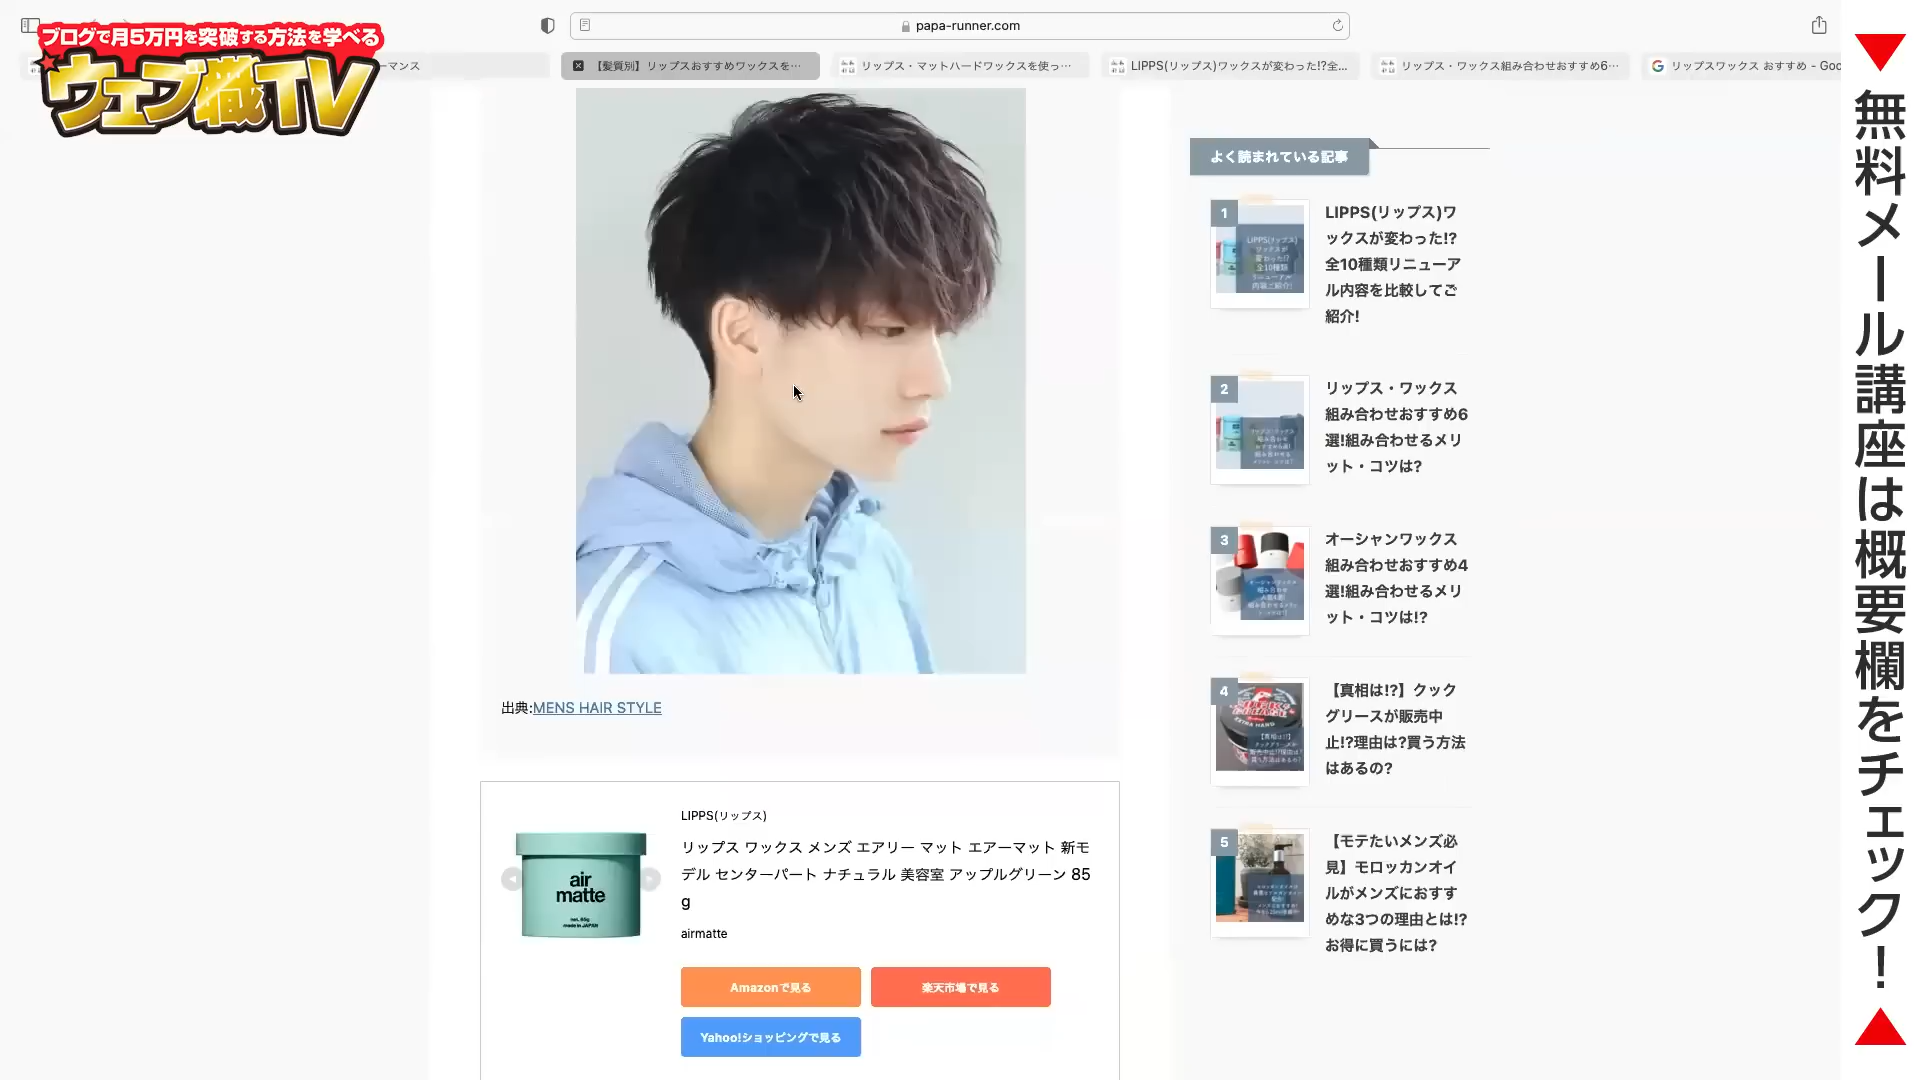 ブログで月5万円を突破する方法を学べる
ウェブ職TV
papa-runner.com
ーマンス
【髪質別】リップスおすすめワックスを…
リップス・マットハードワックスを使っ…
LIPPS(リップス)ワックスが変わった!?全…
リップス・ワックス組み合わせおすすめ6…
リップスワックス おすすめ - Goo
出典:MENS HAIR STYLE
air
matte
net. 85g
made in JAPAN
LIPPS(リップス)
リップス ワックス メンズ エアリー マット エアーマット 新モ
デル センターパート ナチュラル 美容室 アップルグリーン 85
g
airmatte
Amazonで見る
楽天市場で見る
Yahoo!ショッピングで見る
よく読まれている記事
1
LIPPS(リップス)ワ
ックスが変わった!?
全10種類リニューア
ル内容を比較してご
紹介!
2
リップス・ワックス
組み合わせおすすめ6
選!組み合わせるメリ
ット・コツは?
3
オーシャンワックス
組み合わせおすすめ4
選!組み合わせるメリ
ット・コツは!?
4
【真相は!?】クック
グリースが販売中
止!?理由は?買う方法
はあるの?
5
【モテたいメンズ必
見】モロッカンオイ
ルがメンズにおすす
めな3つの理由とは!?
お得に買うには?
無料メール講座は概要欄をチェック！